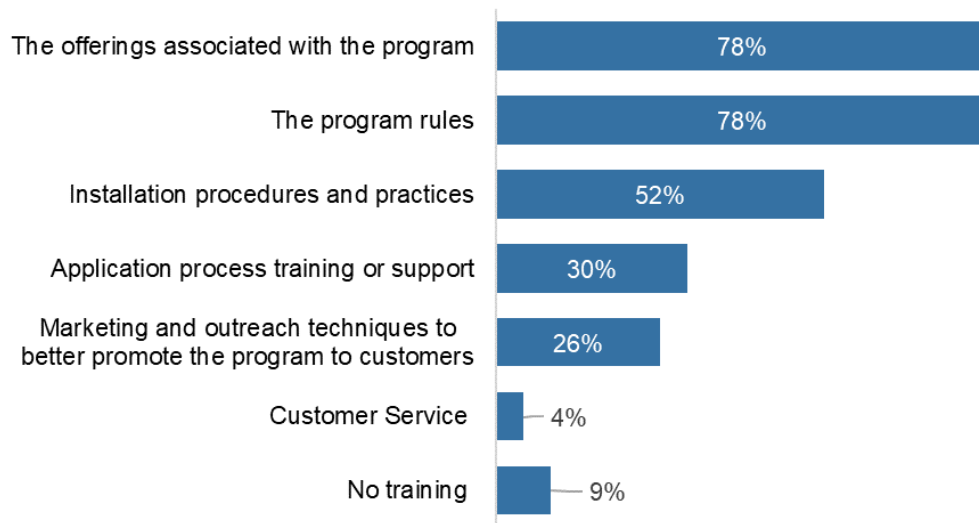 The offerings associated with the program 78%
The program rules 78%
Installation procedures and practices 52%
Application process training or support 30%
Marketing and outreach techniques to
better promote the program to customers 26%
Customer Service 4%
No training 9%